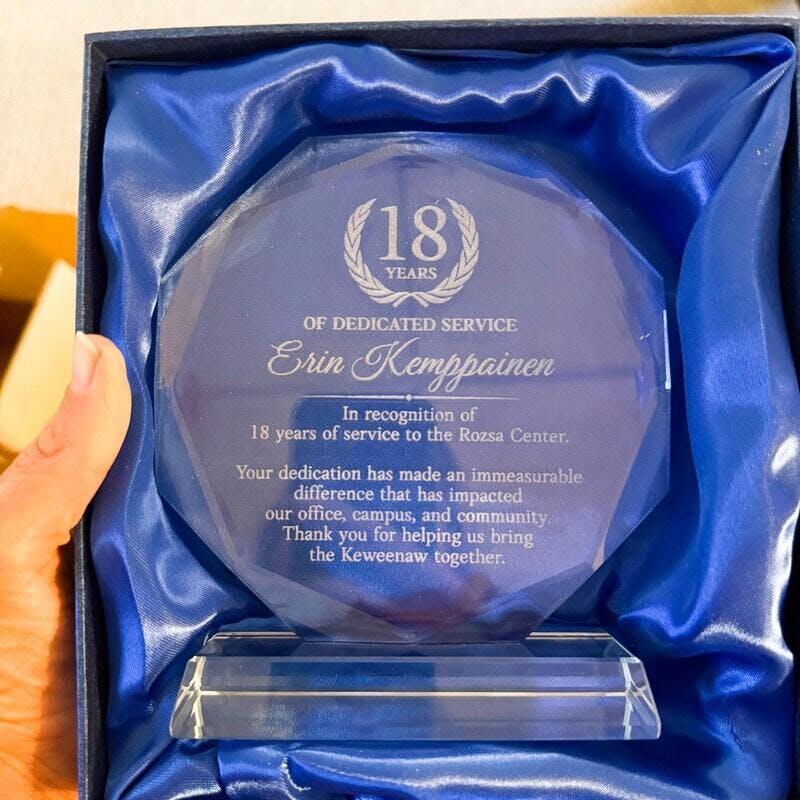 18
YEARS
OF DEDICATED SERVICE
Erin Kemppainen
In recognition of
18 years of service to the Rozsa Center.
Your dedication has made an immeasurable
difference that has impacted
our office, campus, and community.
Thank you for helping us bring
the Keweenaw together.